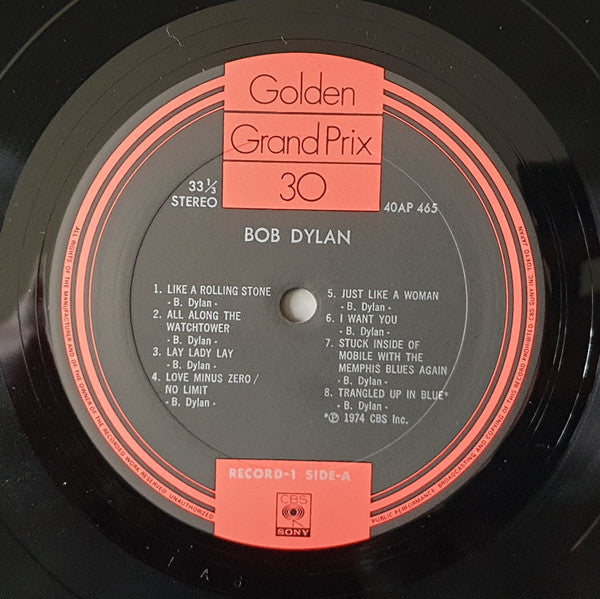 Golden
Grand Prix
30
33 1/3
STEREO
40AP 465
BOB DYLAN
1. LIKE A ROLLING STONE
- B. Dylan -
2. ALL ALONG THE
WATCHTOWER
- B. Dylan -
3. LAY LADY LAY
- B. Dylan -
4. LOVE MINUS ZERO/
NO LIMIT
- B. Dylan -
5. JUST LIKE A WOMAN
- B. Dylan -
6. I WANT YOU
- B. Dylan -
7. STUCK INSIDE OF
MOBILE WITH THE
MEMPHIS BLUES AGAIN
- B. Dylan -
8. TRANGLED UP IN BLUE*
- B. Dylan -
*Ⓟ 1974 CBS Inc.
RECORD-1 SIDE-A
CBS
SONY
ALL RIGHTS OF THE MANUFACTURER AND OF THE OWNER OF THE RECORDED WORK RESERVED. UNAUTHORIZED
PUBLIC PERFORMANCE, BROADCASTING AND COPYING OF THIS RECORD PROHIBITED. CBS SONY INC. TOKYO JAPAN